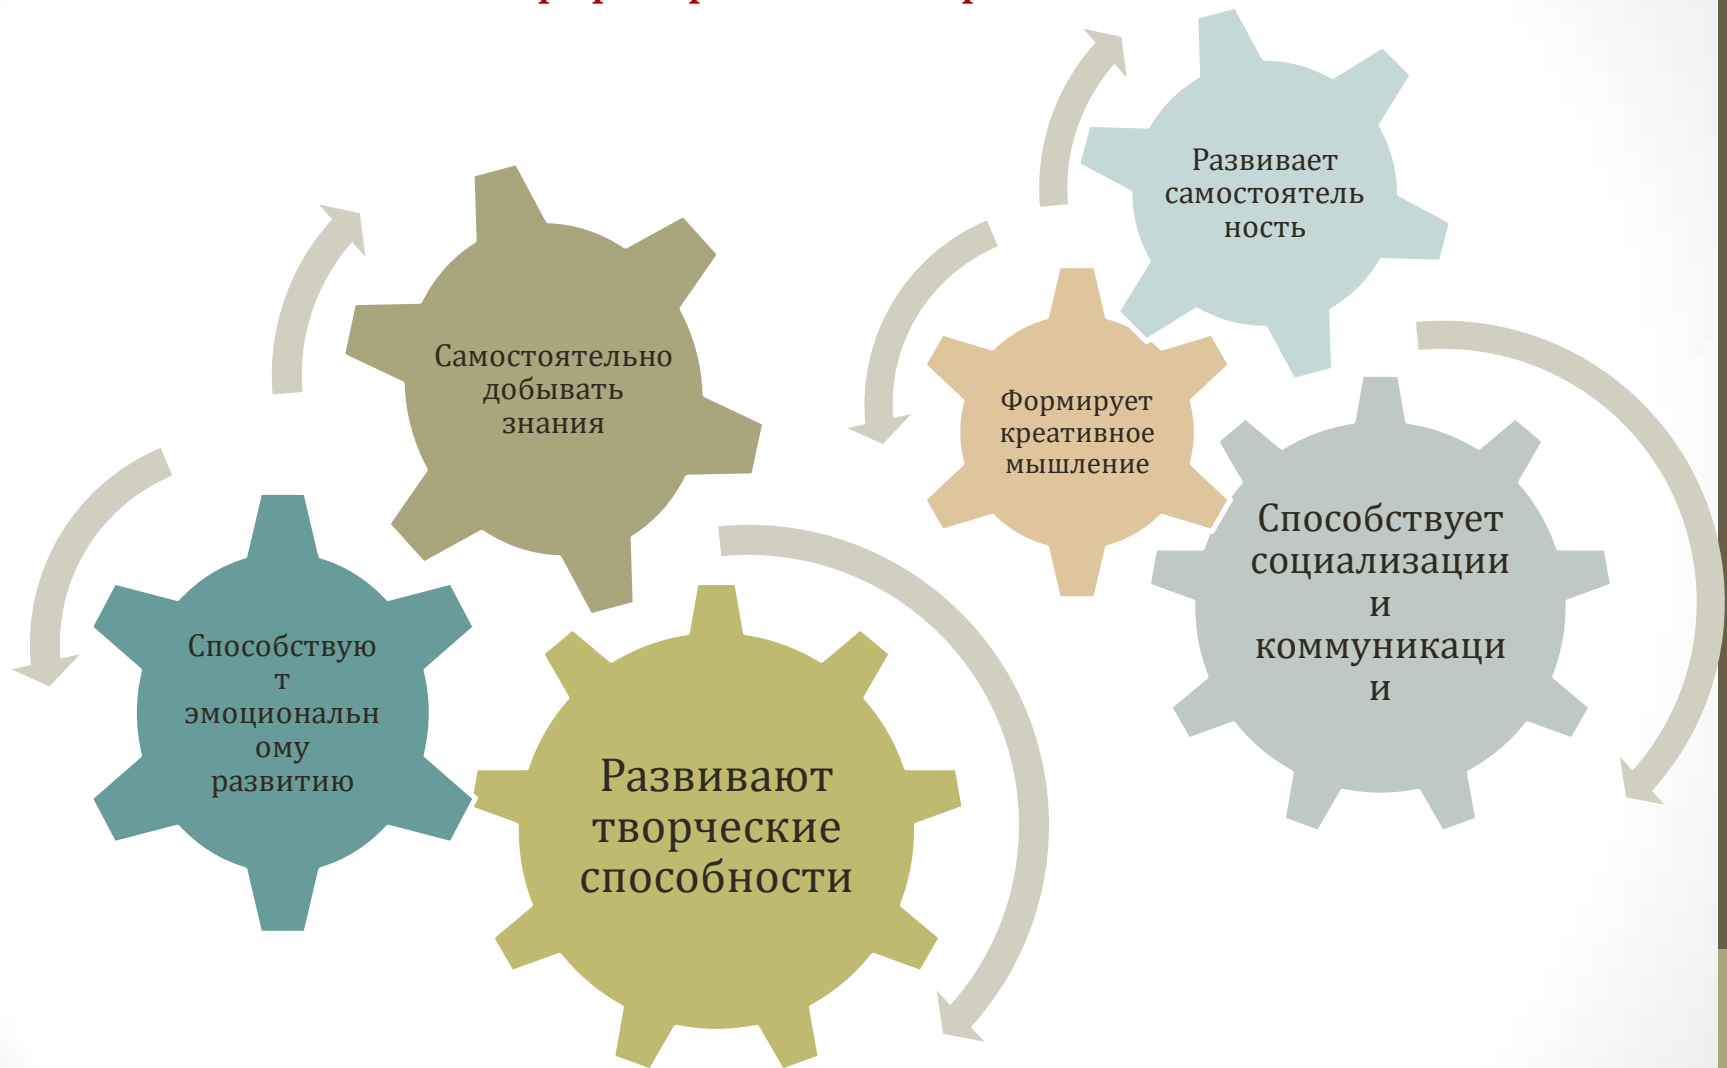 Самостоятельно
добывать
знания
Способствую
т
эмоциональн
ому
развитию
Развивают
творческие
способности
Развивает
самостоятель
ность
Формирует
креативное
мышление
Способствует
социализации
и
коммуникаци
и